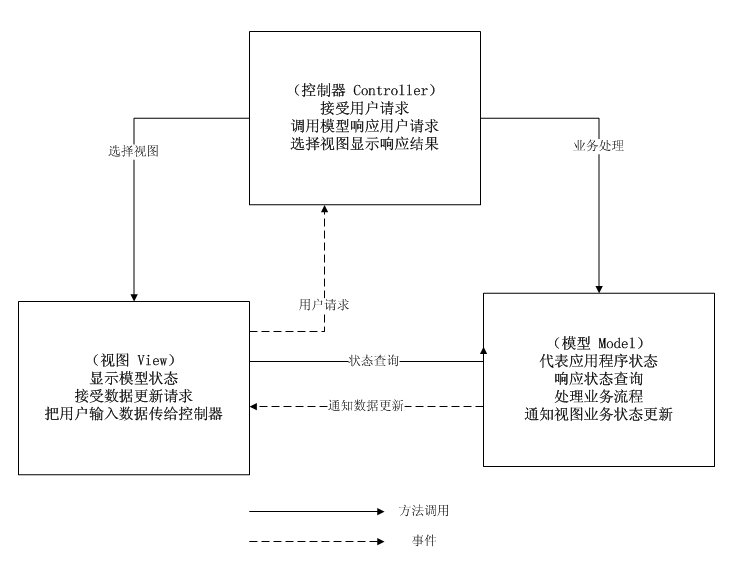 （控制器 Controller）
接受用户请求
调用模型响应用户请求
选择视图显示响应结果
选择视图
业务处理
用户请求
（视图 View）
显示模型状态
接受数据更新请求
把用户输入数据传给控制器
状态查询
通知数据更新
（模型 Model）
代表应用程序状态
响应状态查询
处理业务流程
通知视图业务状态更新
方法调用
事件